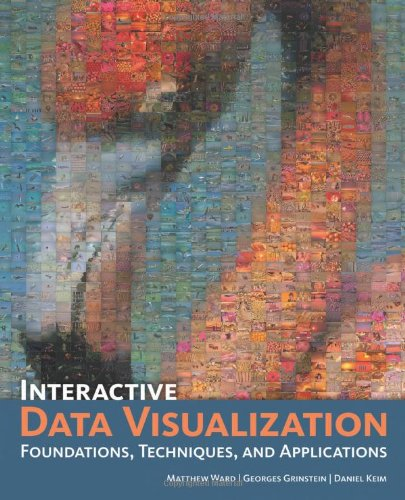 INTERACTIVE
DATA VISUALIZATION
FOUNDATIONS, TECHNIQUES, AND APPLICATIONS
MATTHEW WARD | GEORGES GRINSTEIN | DANIEL KEIM